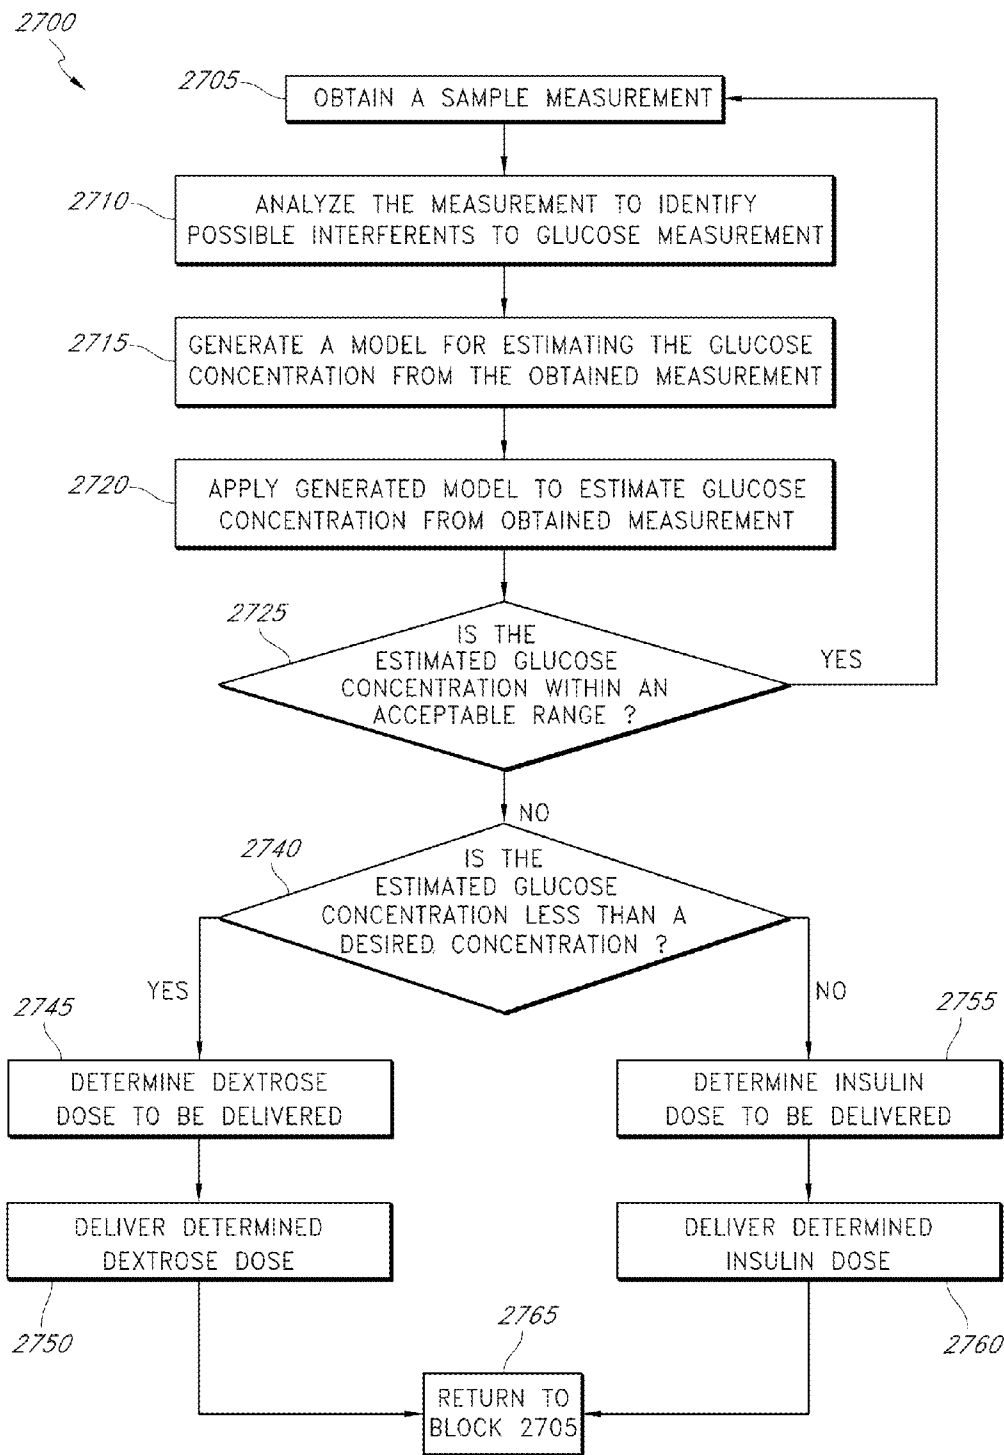 2700
2705
OBTAIN A SAMPLE MEASUREMENT
2710
ANALYZE THE MEASUREMENT TO IDENTIFY
POSSIBLE INTERFERENTS TO GLUCOSE MEASUREMENT
2715
GENERATE A MODEL FOR ESTIMATING THE GLUCOSE
CONCENTRATION FROM THE OBTAINED MEASUREMENT
2720
APPLY GENERATED MODEL TO ESTIMATE GLUCOSE
CONCENTRATION FROM OBTAINED MEASUREMENT
2725
IS THE
ESTIMATED GLUCOSE
CONCENTRATION WITHIN AN
ACCEPTABLE RANGE ?
YES
NO
2740
IS THE
ESTIMATED GLUCOSE
CONCENTRATION LESS THAN A
DESIRED CONCENTRATION ?
YES
NO
2745
DETERMINE DEXTROSE
DOSE TO BE DELIVERED
2755
DETERMINE INSULIN
DOSE TO BE DELIVERED
DELIVER DETERMINED
DEXTROSE DOSE
2750
DELIVER DETERMINED
INSULIN DOSE
2760
2765
RETURN TO
BLOCK 2705